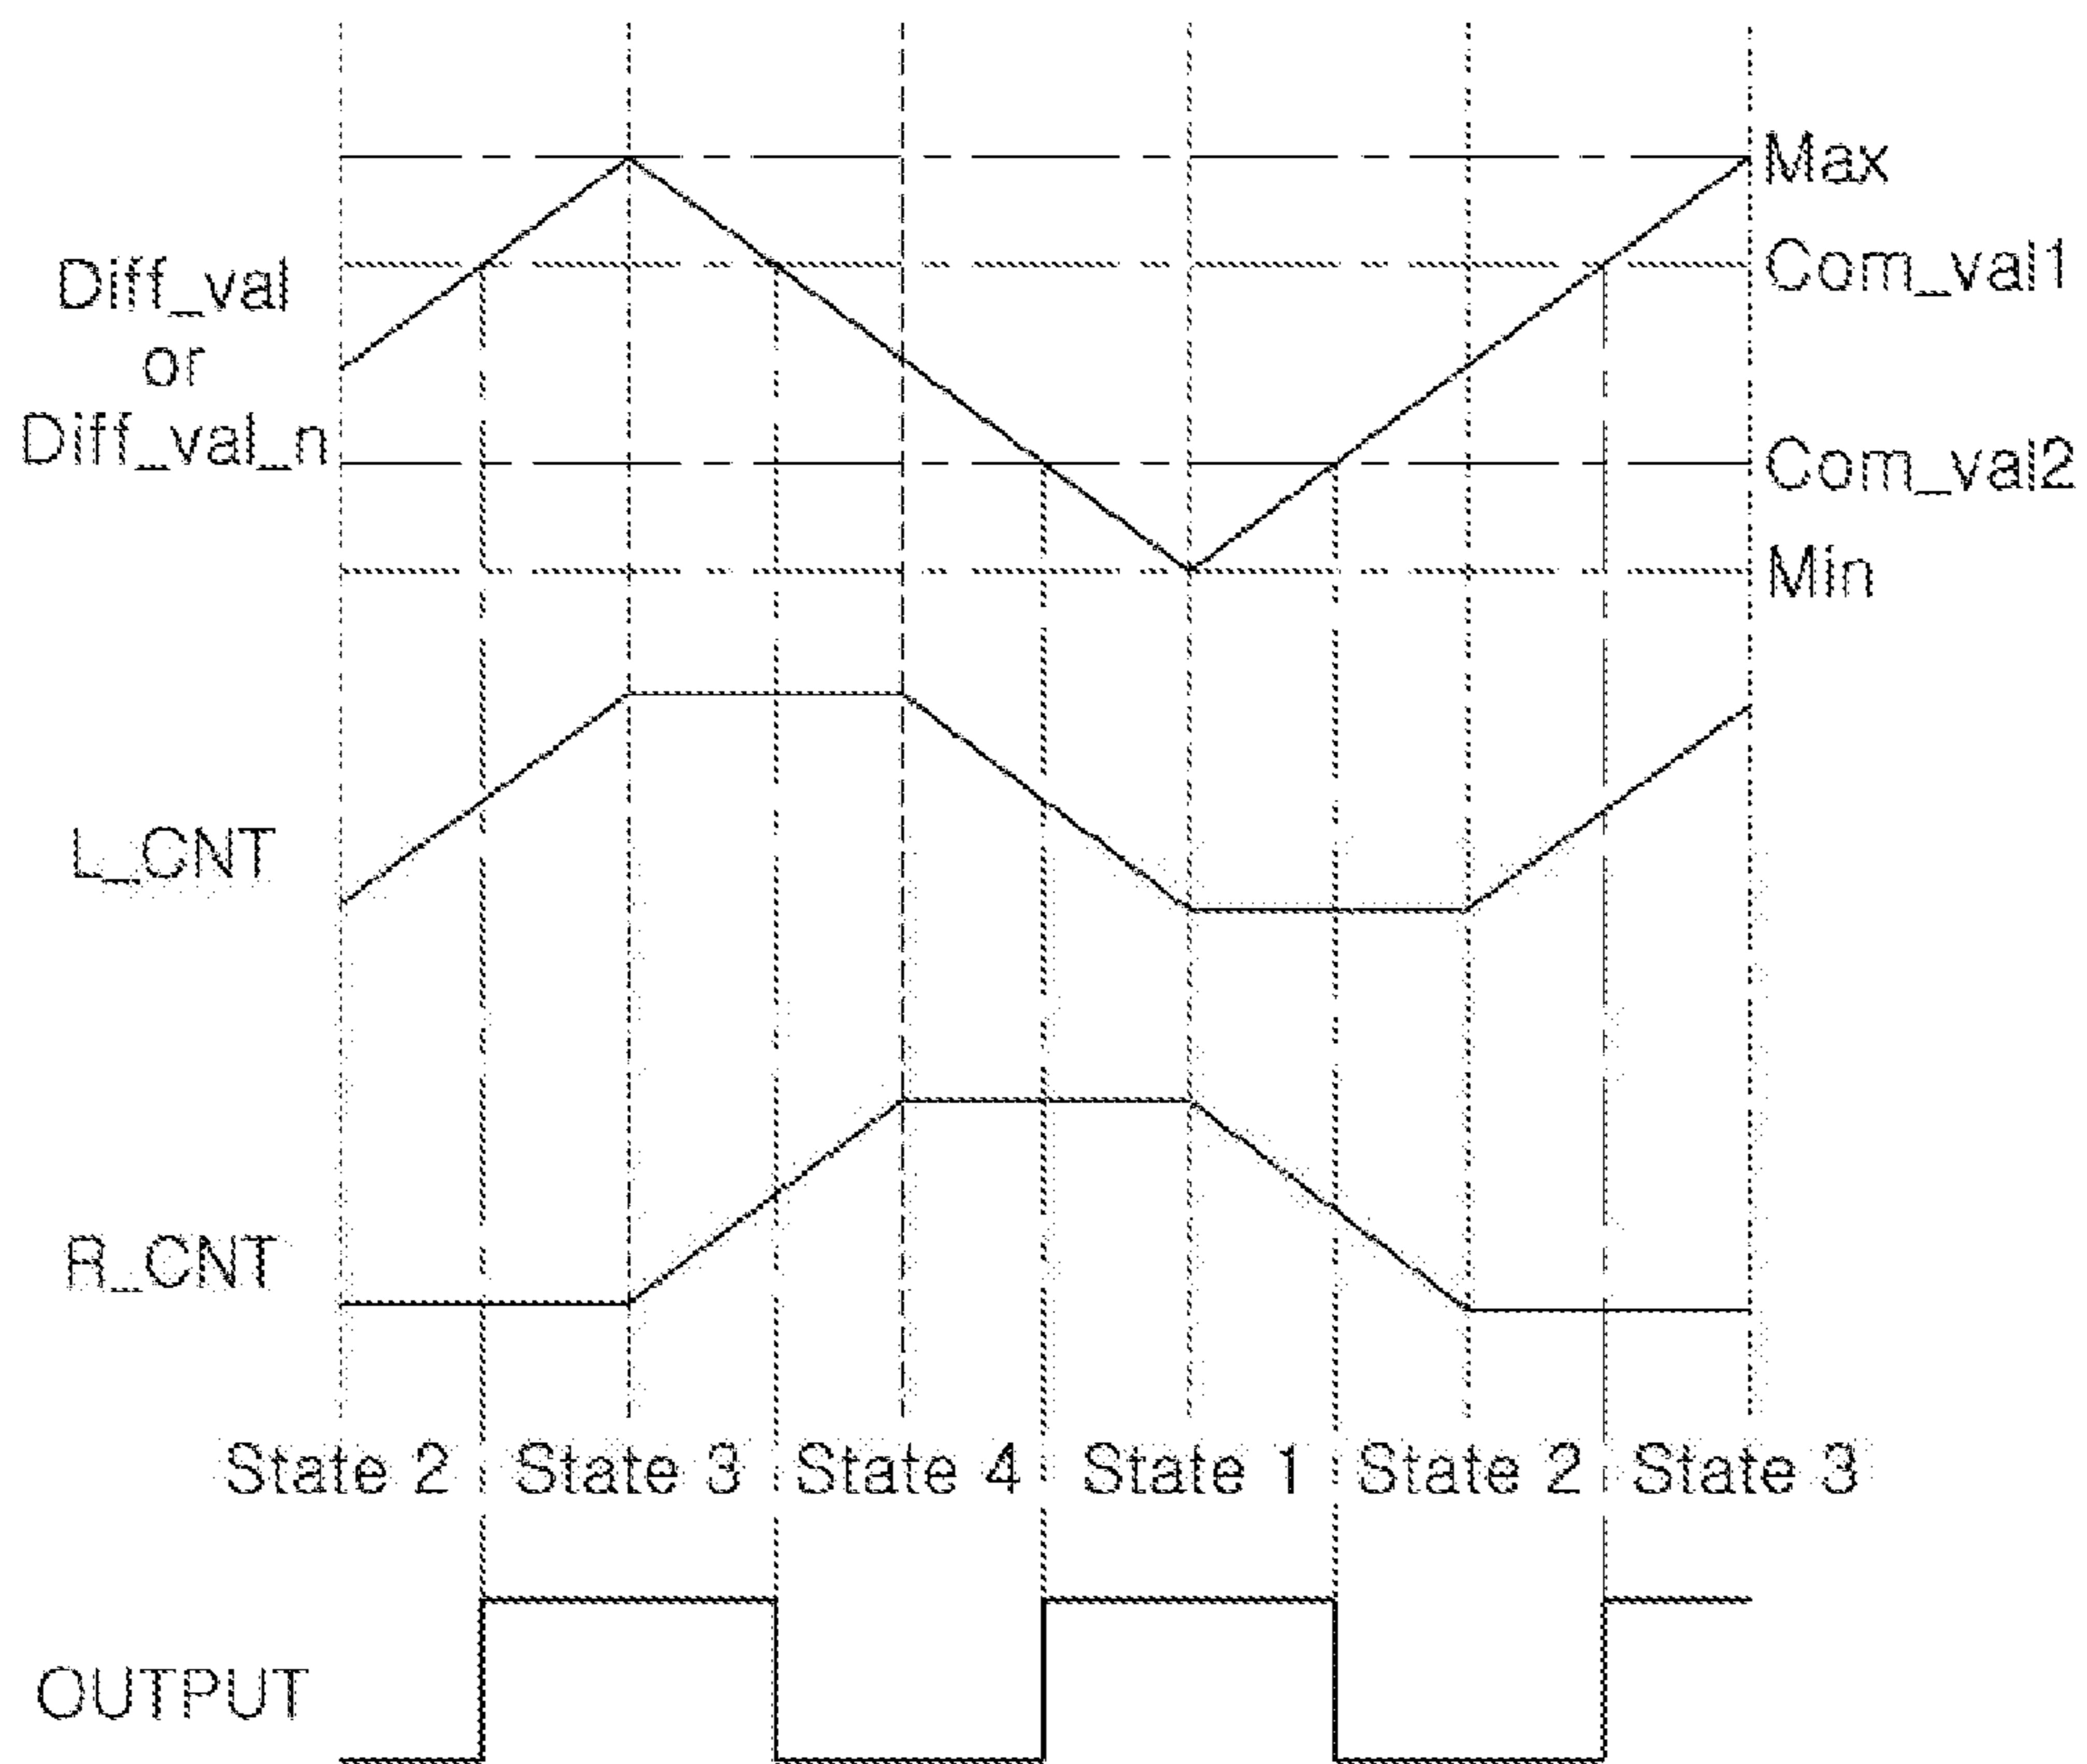 Max
Diff_val
Com_val1
or
Diff_val_n
Com_val2
Min
L_CNT
R_CNT
State 2
State 3
State 4
State 1
State 2
State 3
OUTPUT